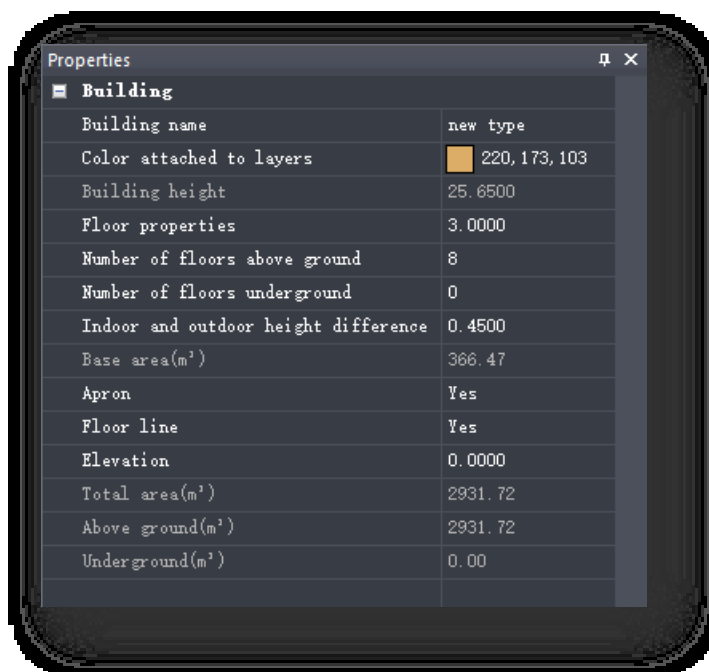 Properties
Building
Building name new type
Color attached to layers 220, 173, 103
Building height 25.6500
Floor properties 3.0000
Number of floors above ground 8
Number of floors underground 0
Indoor and outdoor height difference 0.4500
Base area(m²) 366.47
Apron Yes
Floor line Yes
Elevation 0.0000
Total area(m²) 2931.72
Above ground(m²) 2931.72
Underground(m²) 0.00